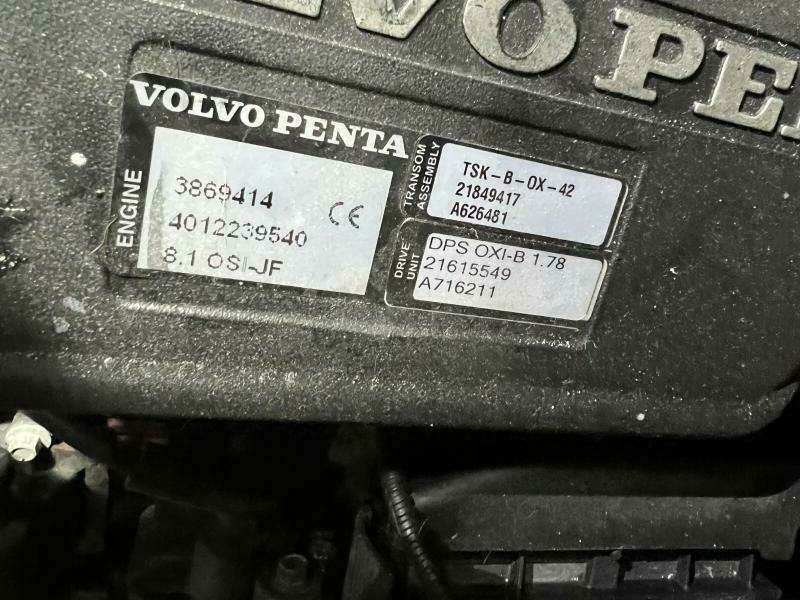 VOLVO PENTA
VOLVO PENTA
ENGINE
3869414
CE
4012239540
8.1 OSI-JF
TRANSOM
ASSEMBLY
TSK-B-OX-42
21849417
A626481
DRIVE
UNIT
DPS OXI-B 1.78
21615549
A716211